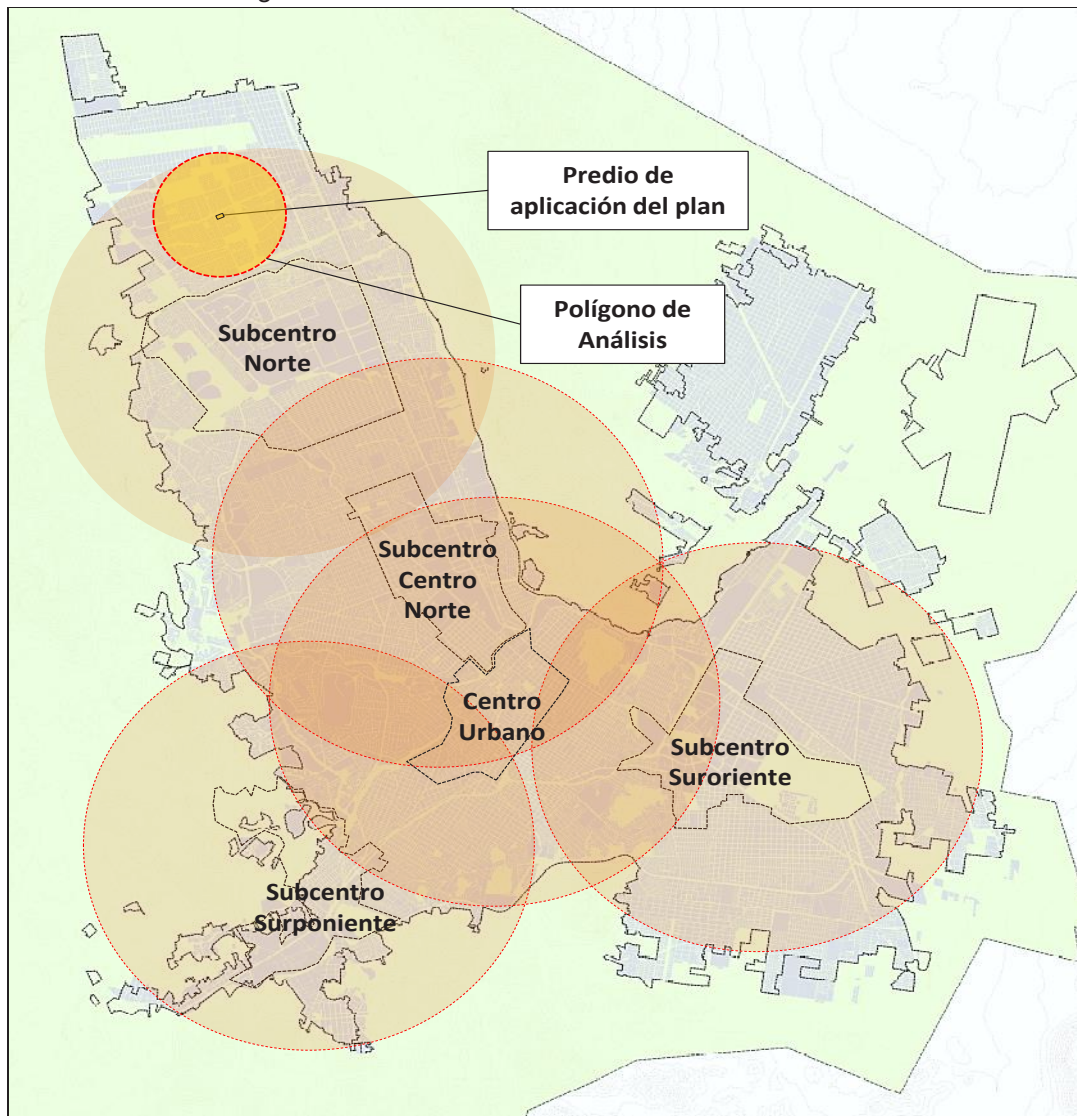 Predio de
aplicación del plan
Polígono de
Análisis
Subcentro
Norte
Subcentro
Centro
Norte
Centro
Urbano
Subcentro
Suroriente
Subcentro
Surponiente